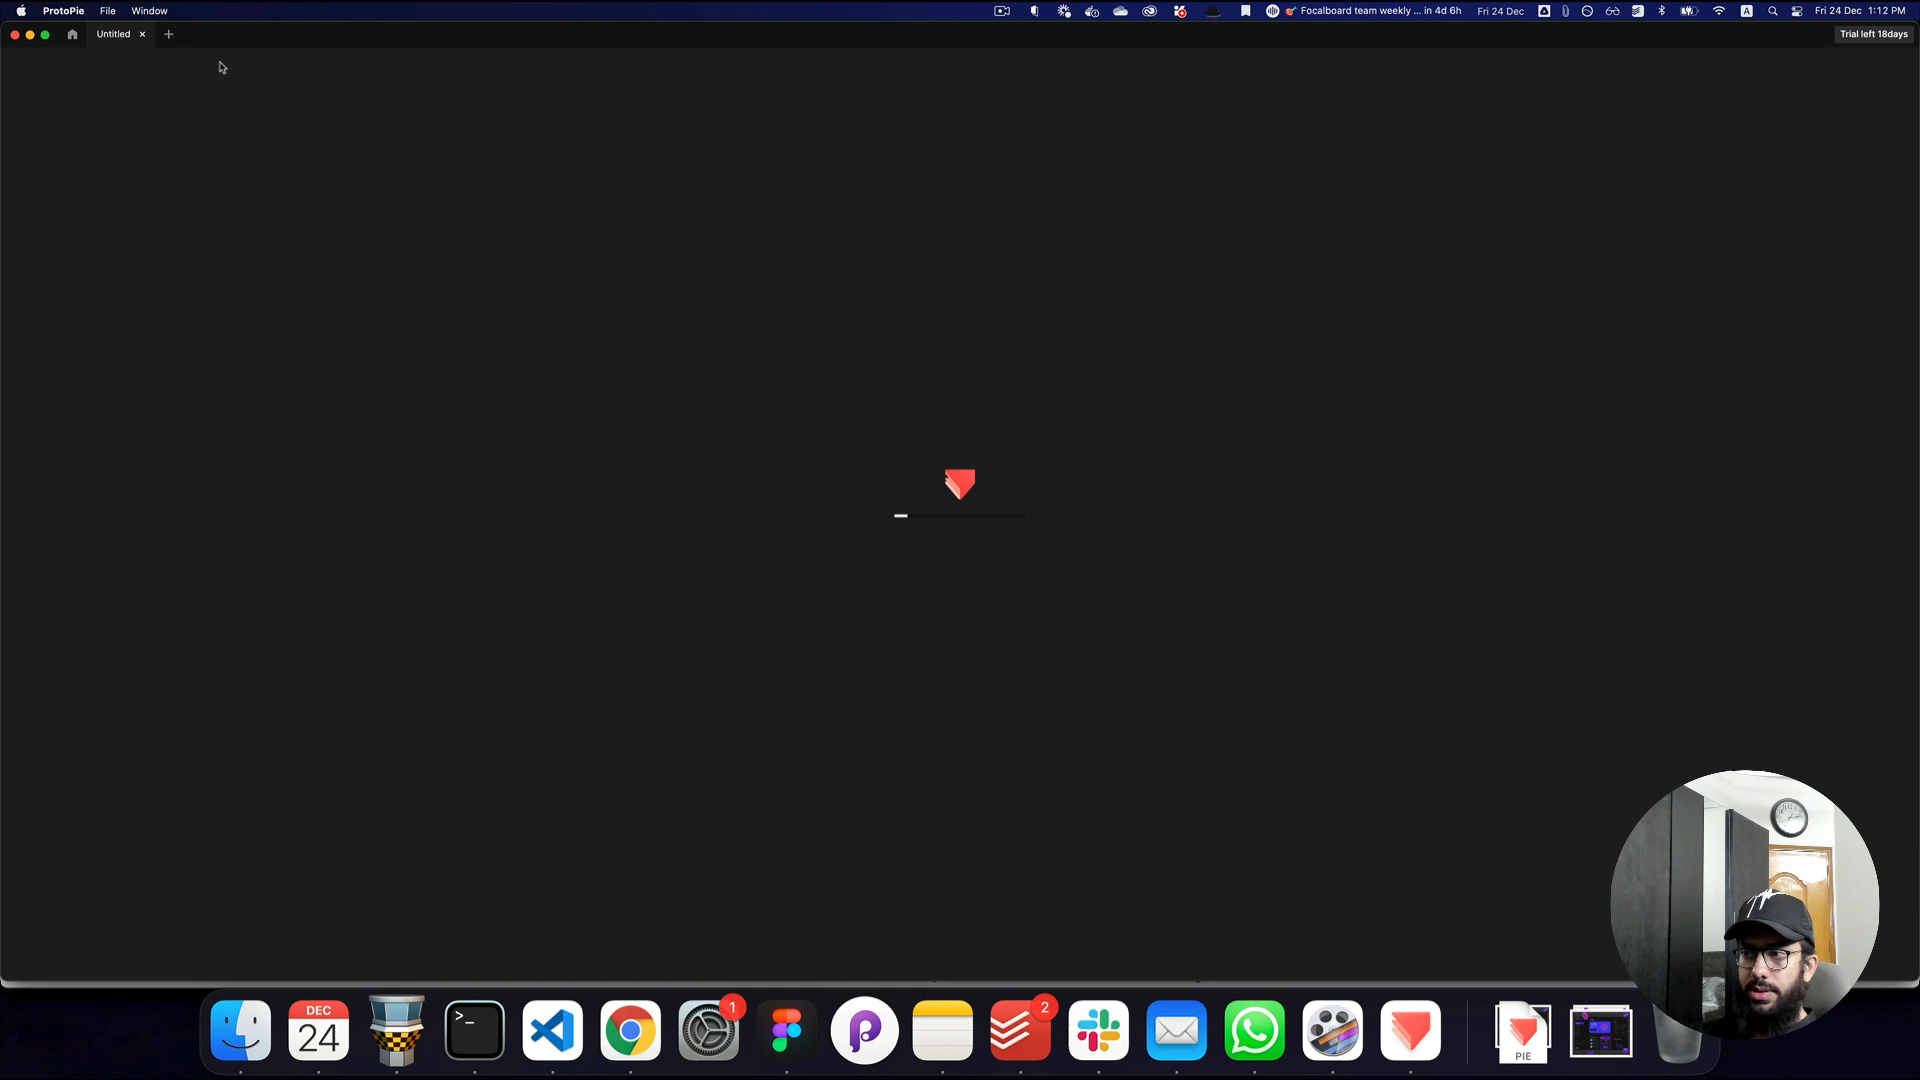 ProtoPie File Window Focalboard team weekly ... in 4d 6h Fri 24 Dec A Fri 24 Dec 1:12 PM
Untitled × + Trial left 18days
DEC
24
>_
1
2
PIE